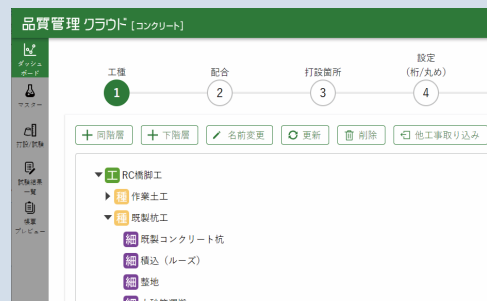 品質管理 クラウド [コンクリート]
ダッシュ
ボード
マスター
打設/試験
試験結果
一覧
帳票
プレビュー
工種
配合
打設箇所
設定
(桁/丸め)
1
2
3
4
同階層
下階層
名前変更
更新
削除
他工事取り込み
工 RC橋脚工
種 作業土工
種 既製杭工
細 既製コンクリート杭
細 積込（ルーズ）
細 整地
細